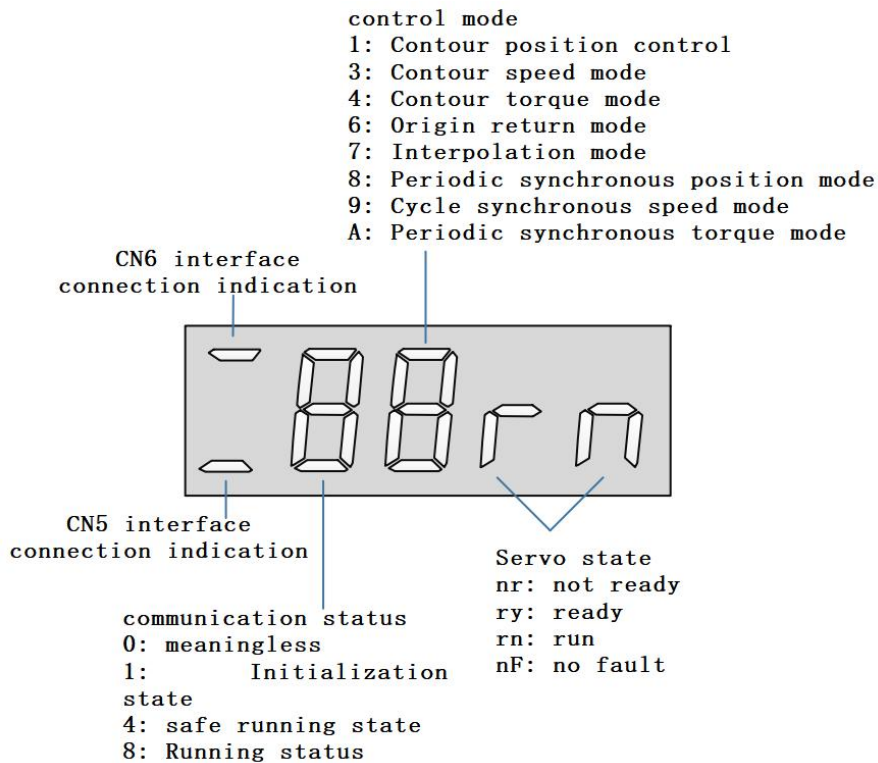 control mode
1: Contour position control
3: Contour speed mode
4: Contour torque mode
6: Origin return mode
7: Interpolation mode
8: Periodic synchronous position mode
9: Cycle synchronous speed mode
A: Periodic synchronous torque mode
CN6 interface
connection indication
88rn
CN5 interface
connection indication
communication status
0: meaningless
1: Initialization
state
4: safe running state
8: Running status
Servo state
nr: not ready
ry: ready
rn: run
nF: no fault